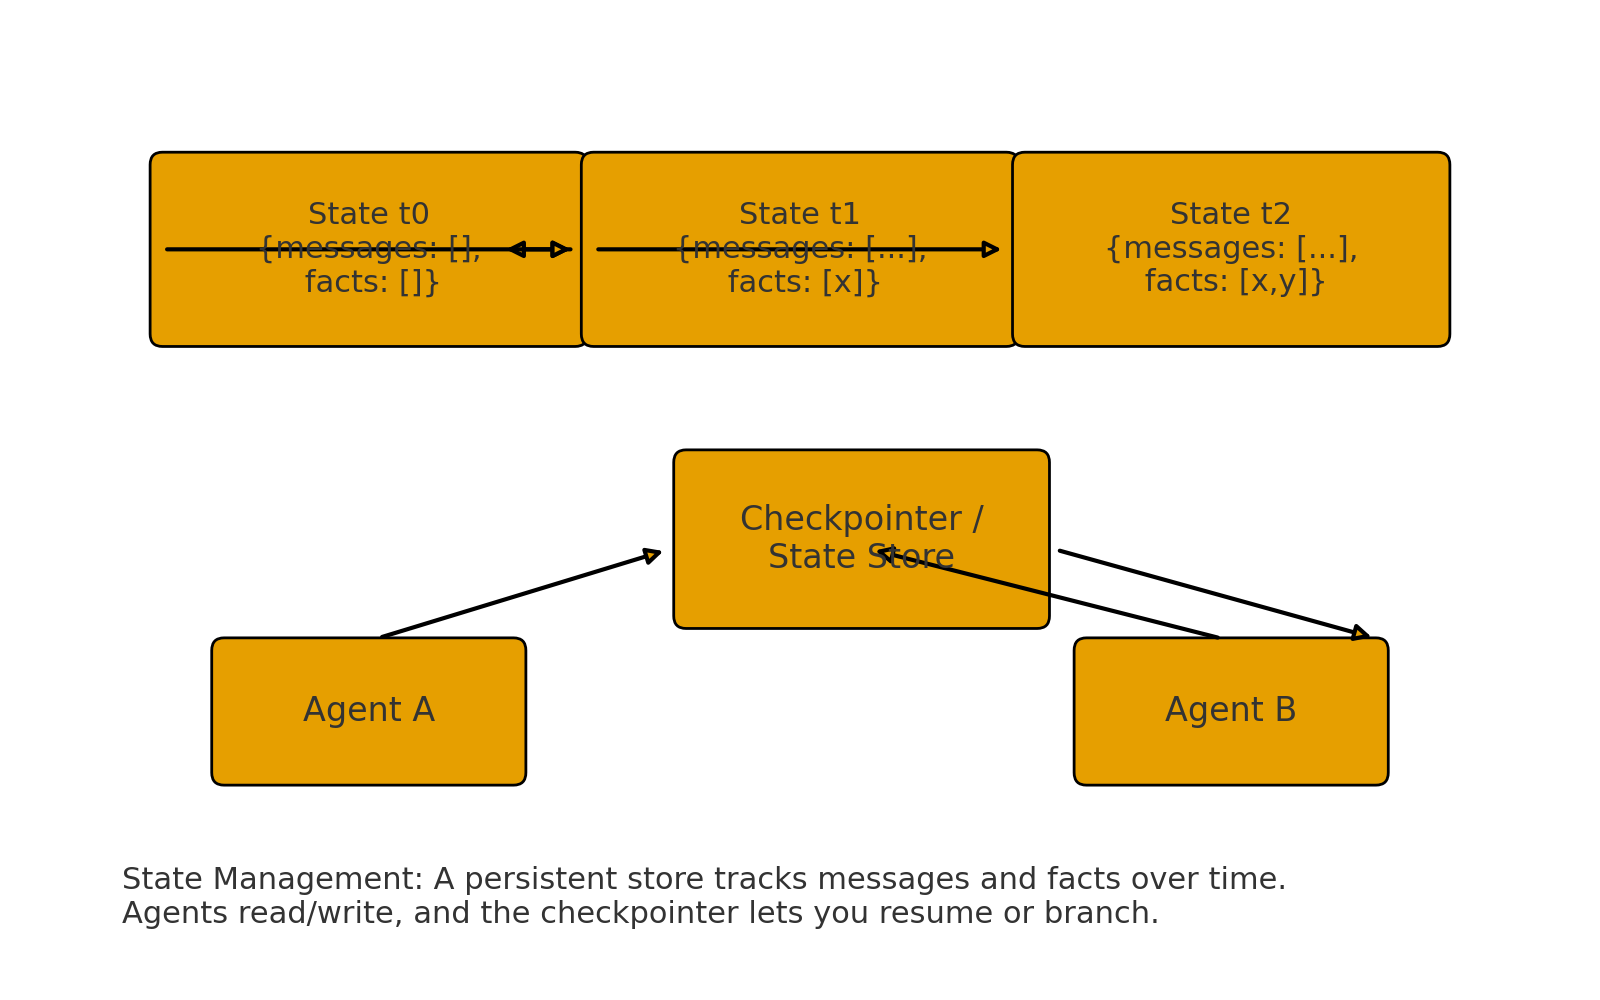 State t0
{messages: [],
facts: []}
State t1
{messages: [...],
facts: [x]}
State t2
{messages: [...],
facts: [x,y]}
Checkpointer /
State Store
Agent A
Agent B
State Management: A persistent store tracks messages and facts over time.
Agents read/write, and the checkpointer lets you resume or branch.